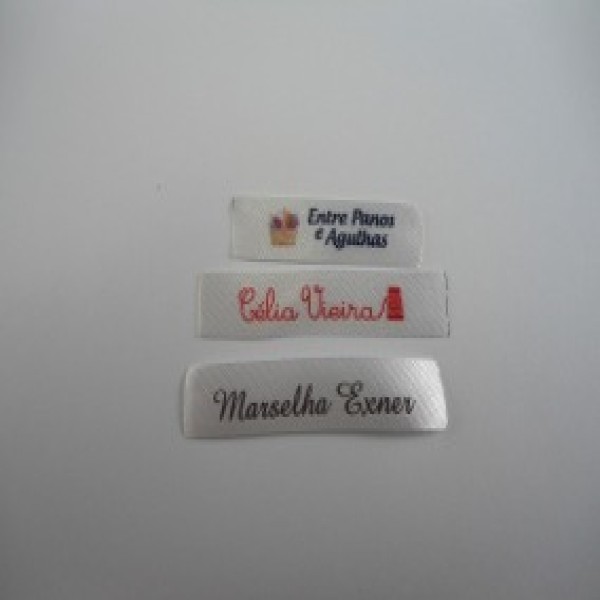 Entre Panos
e Agulhas
Célia Vieira
Marselha Exner